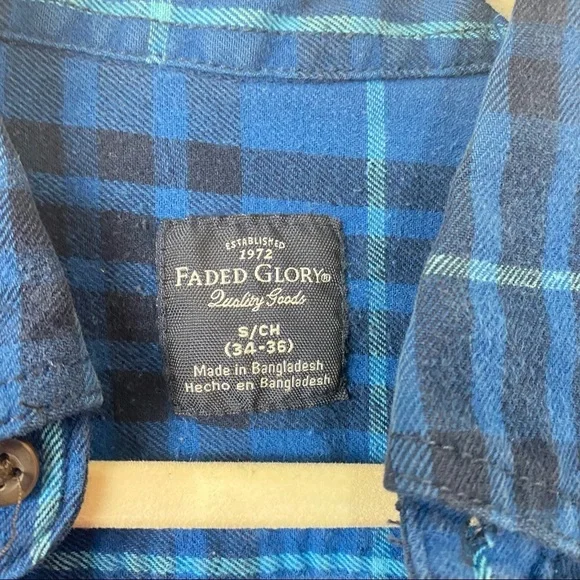 ESTABLISHED
1972
FADED GLORY®
Quality Goods
S/CH
(34-36)
Made in Bangladesh
Hecho en Bangladesh